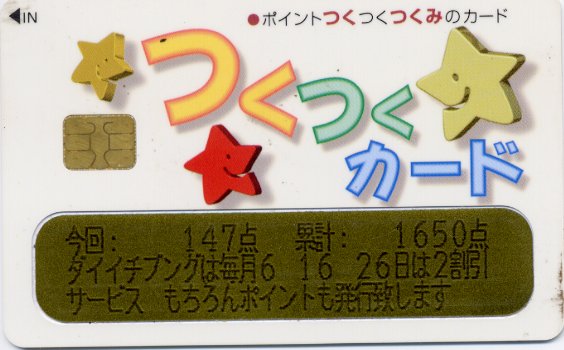 ◀IN
●ポイントつくつくつくみのカード
つくつく
カード
今回: 147点 累計: 1650点
ダイイチブングは毎月6 16 26日は2割引
サービス もちろんポイントも発行致します